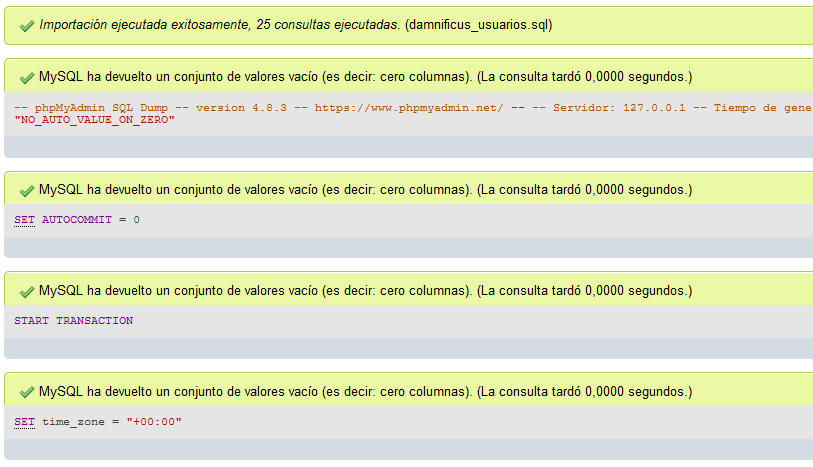 Importación ejecutada exitosamente, 25 consultas ejecutadas. (damnificus_usuarios.sql)
MySQL ha devuelto un conjunto de valores vacío (es decir: cero columnas). (La consulta tardó 0,0000 segundos.)
-- phpMyAdmin SQL Dump -- version 4.8.3 -- https://www.phpmyadmin.net/ -- -- Servidor: 127.0.0.1 -- Tiempo de gene
"NO_AUTO_VALUE_ON_ZERO"
MySQL ha devuelto un conjunto de valores vacío (es decir: cero columnas). (La consulta tardó 0,0000 segundos.)
SET AUTOCOMMIT = 0
MySQL ha devuelto un conjunto de valores vacío (es decir: cero columnas). (La consulta tardó 0,0000 segundos.)
START TRANSACTION
MySQL ha devuelto un conjunto de valores vacío (es decir: cero columnas). (La consulta tardó 0,0000 segundos.)
SET time_zone = "+00:00"